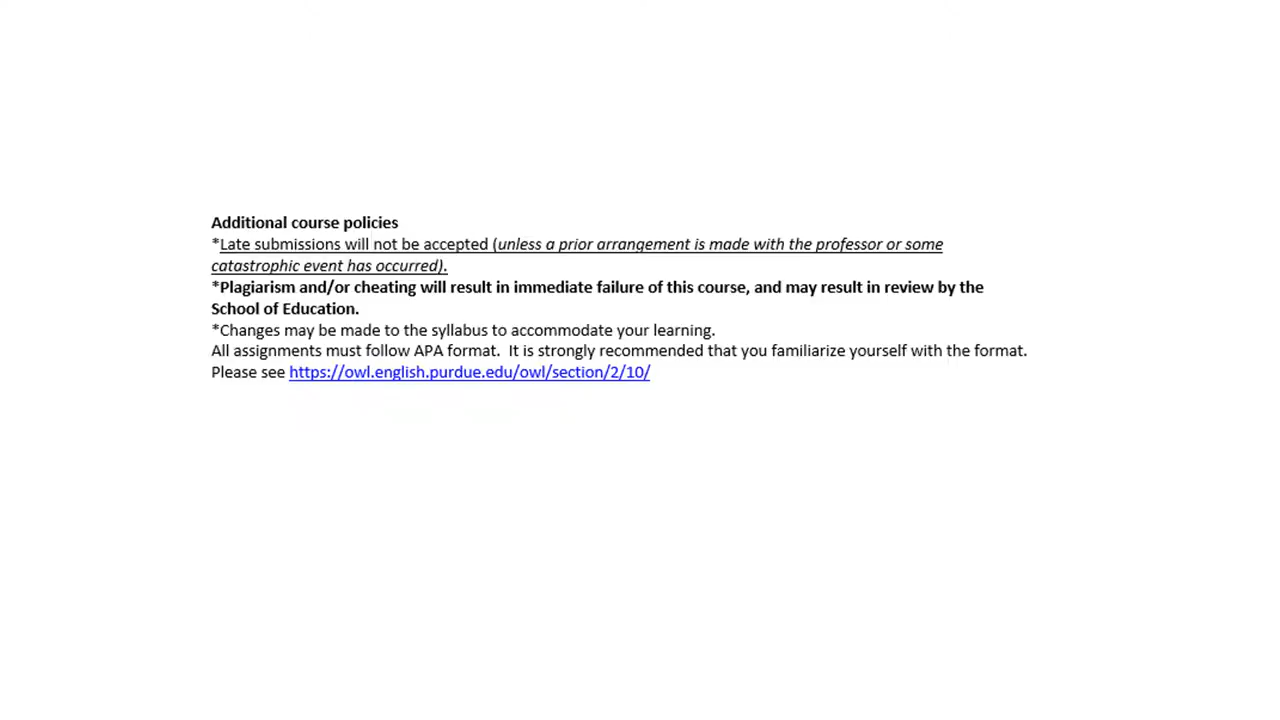 Additional course policies
*Late submissions will not be accepted (unless a prior arrangement is made with the professor or some
catastrophic event has occurred).
*Plagiarism and/or cheating will result in immediate failure of this course, and may result in review by the
School of Education.
*Changes may be made to the syllabus to accommodate your learning.
All assignments must follow APA format.  It is strongly recommended that you familiarize yourself with the format.
Please see https://owl.english.purdue.edu/owl/section/2/10/